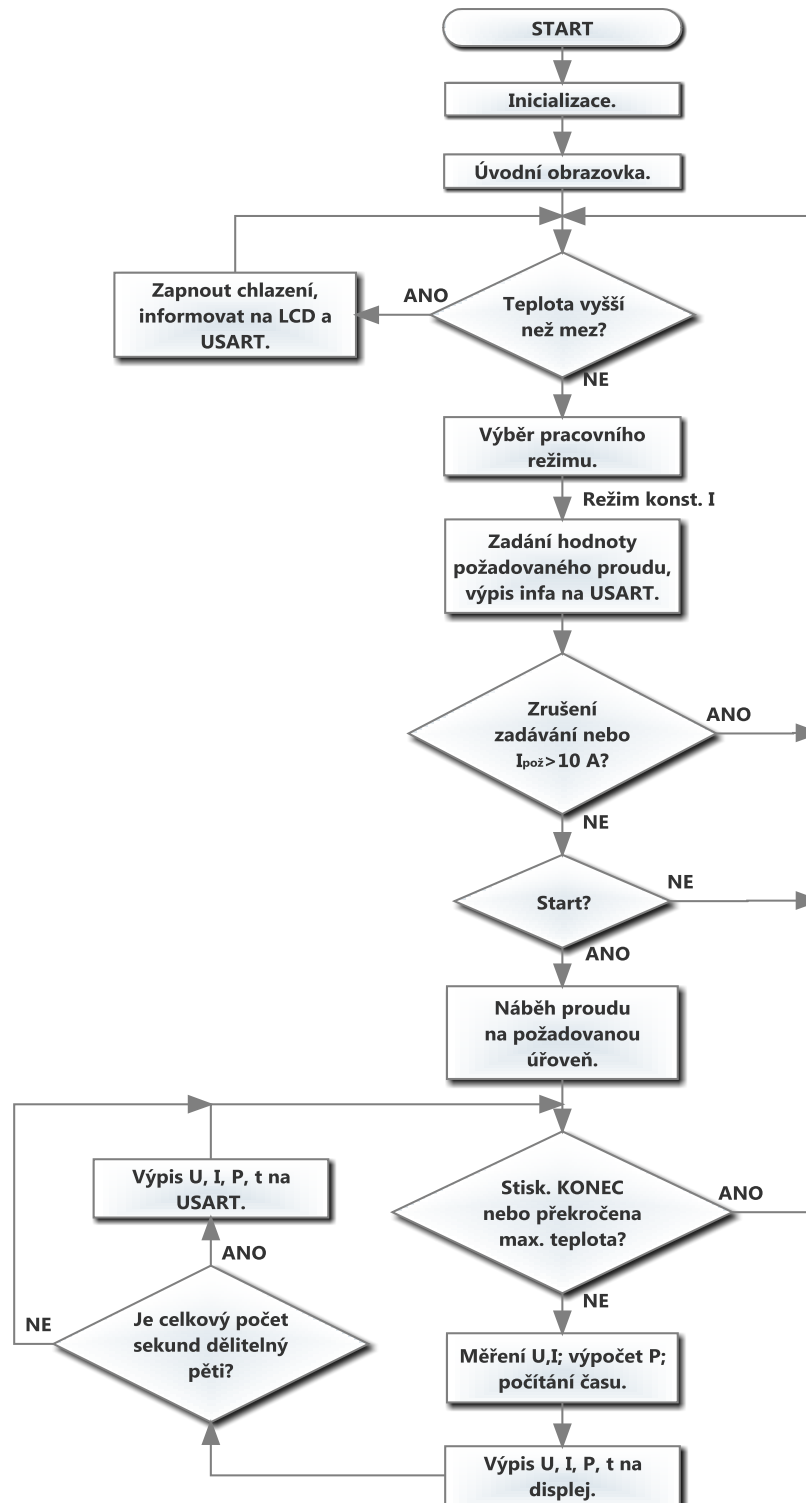 START
Inicializace.
Úvodní obrazovka.
Zapnout chlazení,
informovat na LCD a
USART.
ANO
Teplota vyšší
než mez?
NE
Výběr pracovního
režimu.
Režim konst. I
Zadání hodnoty
požadovaného proudu,
výpis infa na USART.
Zrušení
zadávání nebo
Ipož>10 A?
ANO
NE
Start?
NE
ANO
Náběh proudu
na požadovanou
úřoveň.
Stisk. KONEC
nebo překročena
max. teplota?
ANO
NE
Měření U,I; výpočet P;
počítání času.
Výpis U, I, P, t na
displej.
Je celkový počet
sekund dělitelný
pěti?
NE
ANO
Výpis U, I, P, t na
USART.